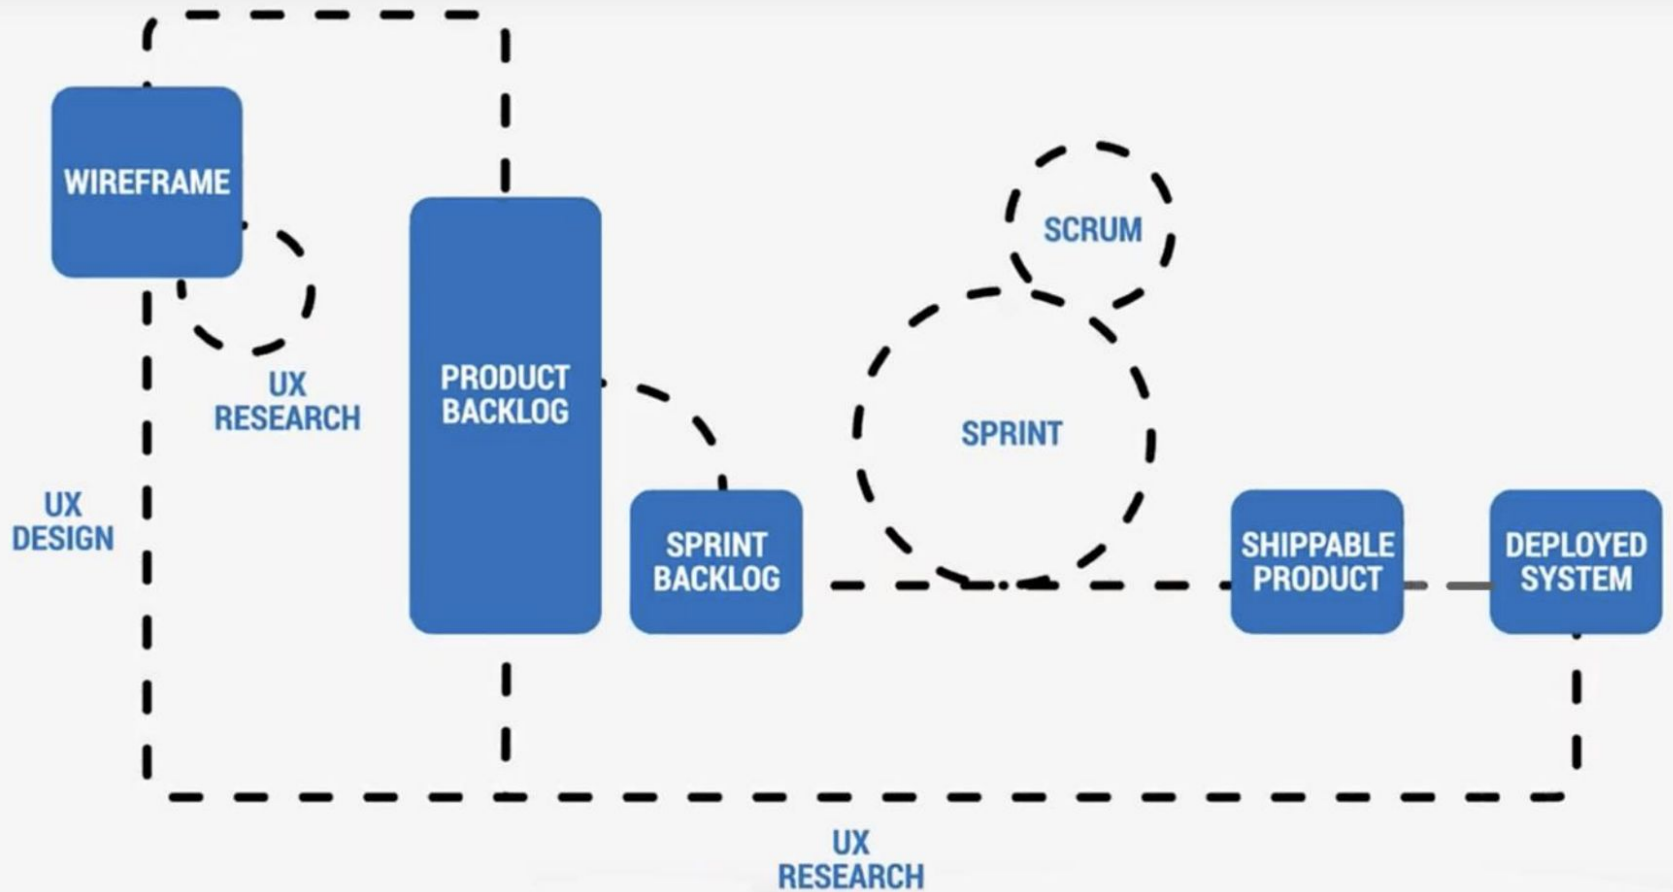 WIREFRAME
UX
RESEARCH
UX
DESIGN
PRODUCT
BACKLOG
SPRINT
BACKLOG
SCRUM
SPRINT
SHIPPABLE
PRODUCT
DEPLOYED
SYSTEM
UX
RESEARCH